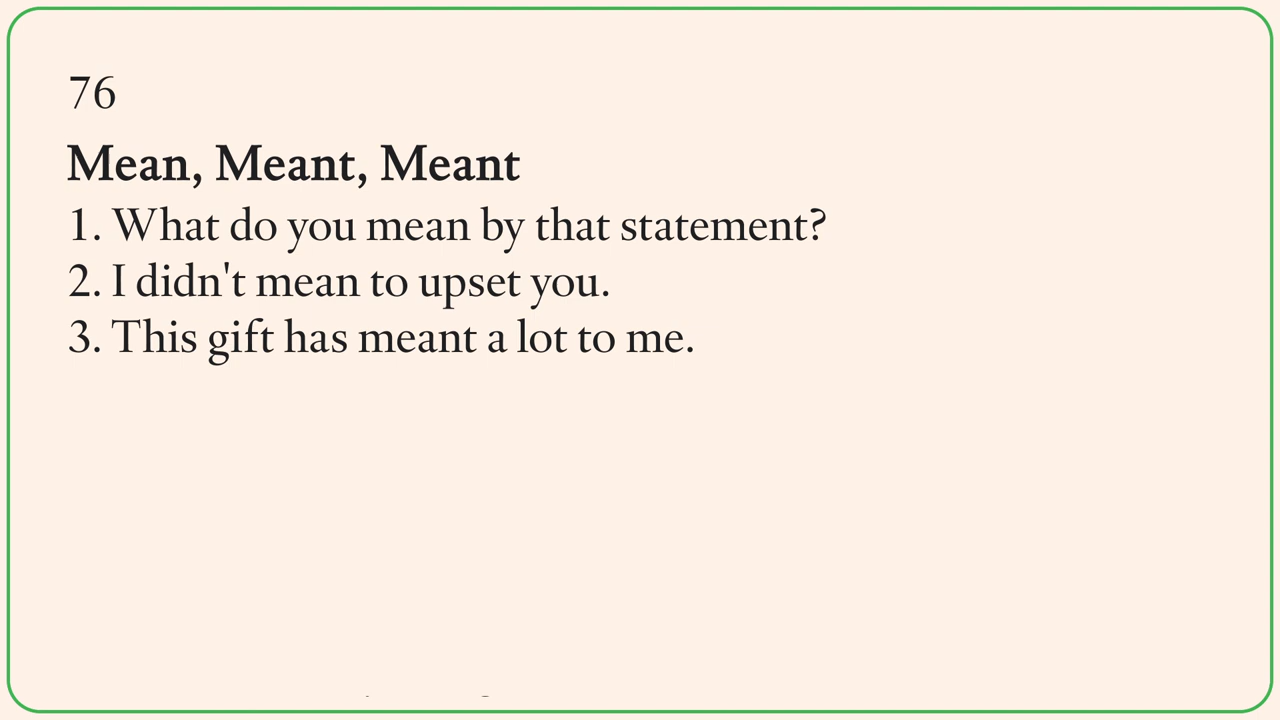 76
Mean, Meant, Meant
1. What do you mean by that statement?
2. I didn't mean to upset you.
3. This gift has meant a lot to me.